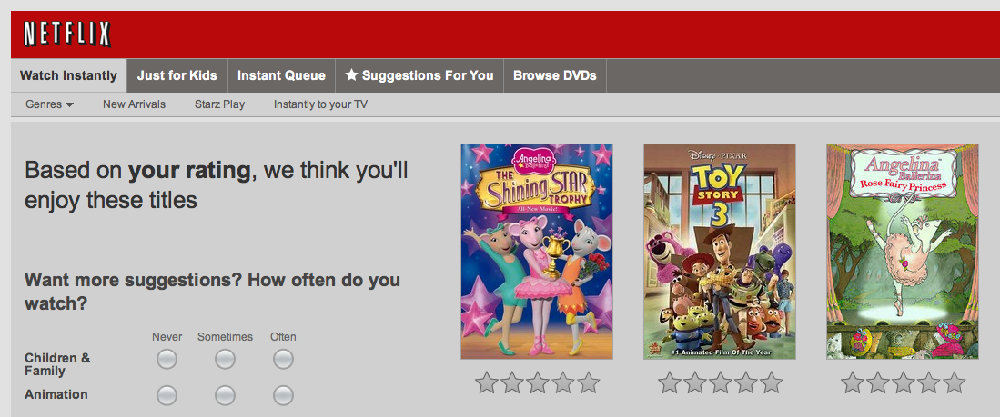 NETFLIX
Watch Instantly
Just for Kids
Instant Queue
Suggestions For You
Browse DVDs
Genres
New Arrivals
Starz Play
Instantly to your TV
Based on your rating, we think you'll
enjoy these titles
Want more suggestions? How often do you
watch?
Never Sometimes Often
Children &
Family
Animation
Angelina
Ballerina
THE
Shining STAR
TROPHY
All-New Movie!
Disney PIXAR
TOY
STORY
3
#1 Animated Film Of The Year
Angelina
Ballerina
Rose Fairy Princess